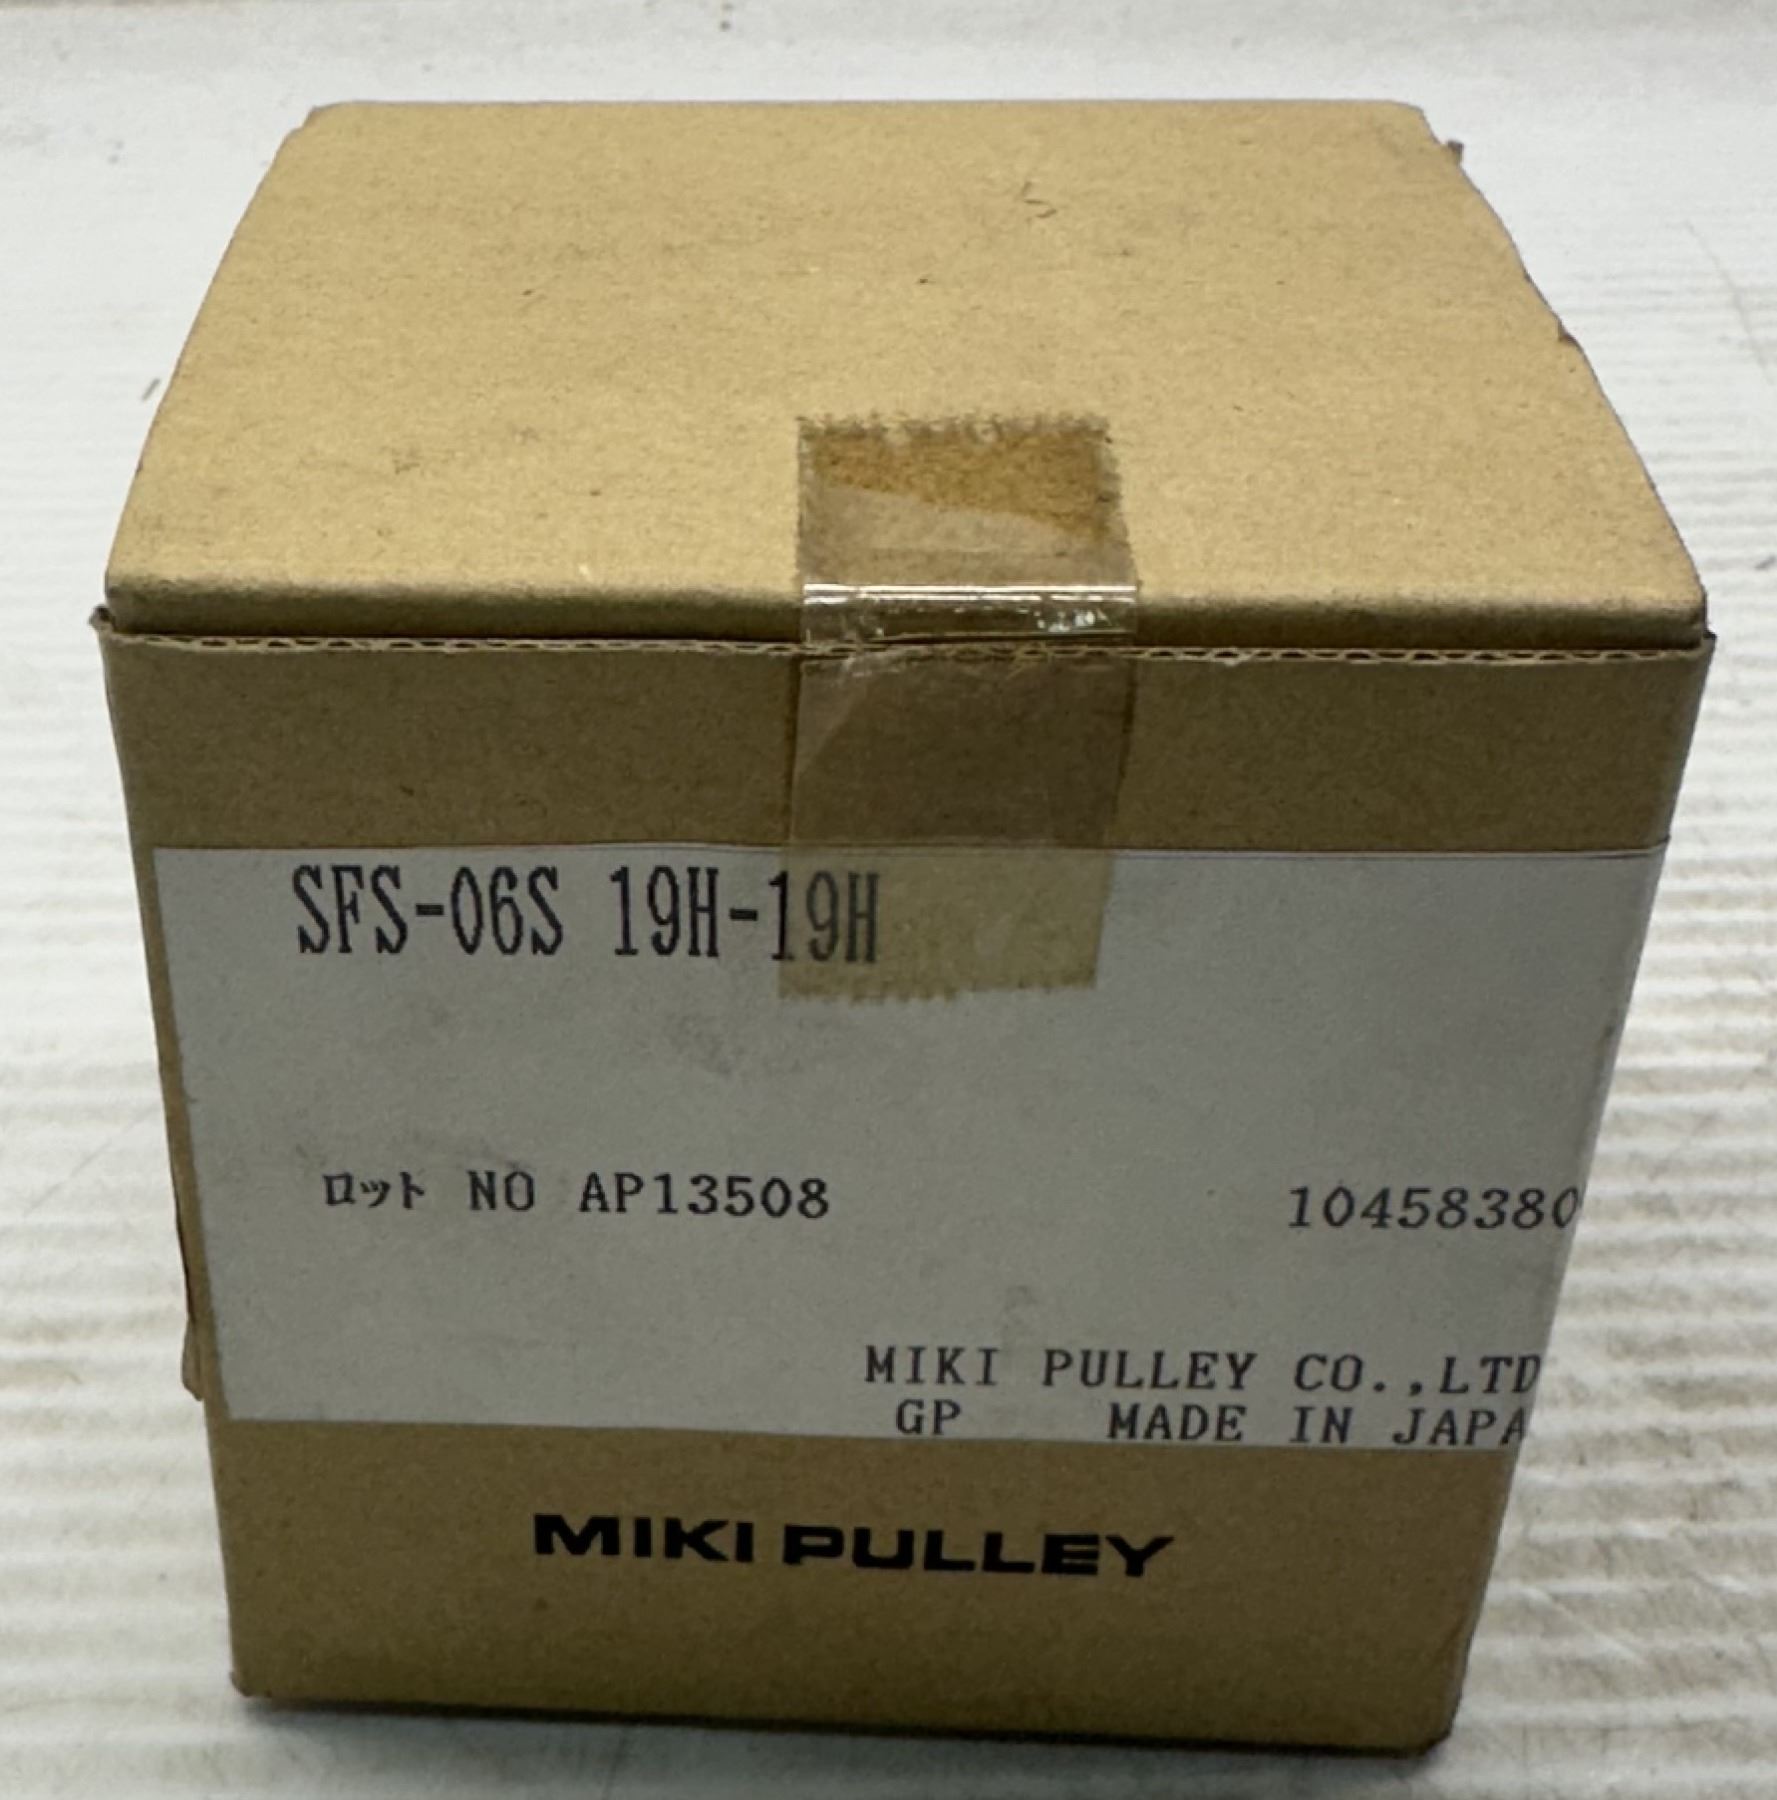 SFS-06S 19H-19H
ロット NO AP13508 10458380
MIKI PULLEY CO.,LTD
GP MADE IN JAPA
MIKI PULLEY